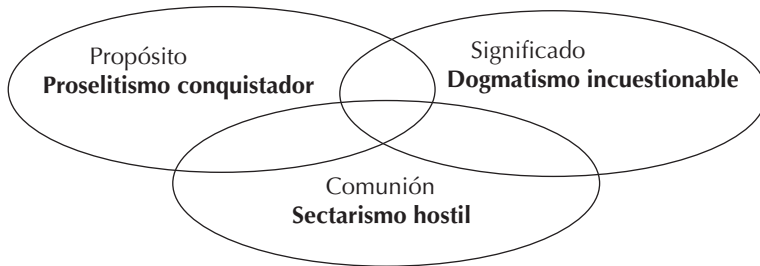 Propósito
Proselitismo conquistador
Significado
Dogmatismo incuestionable
Comunión
Sectarismo hostil